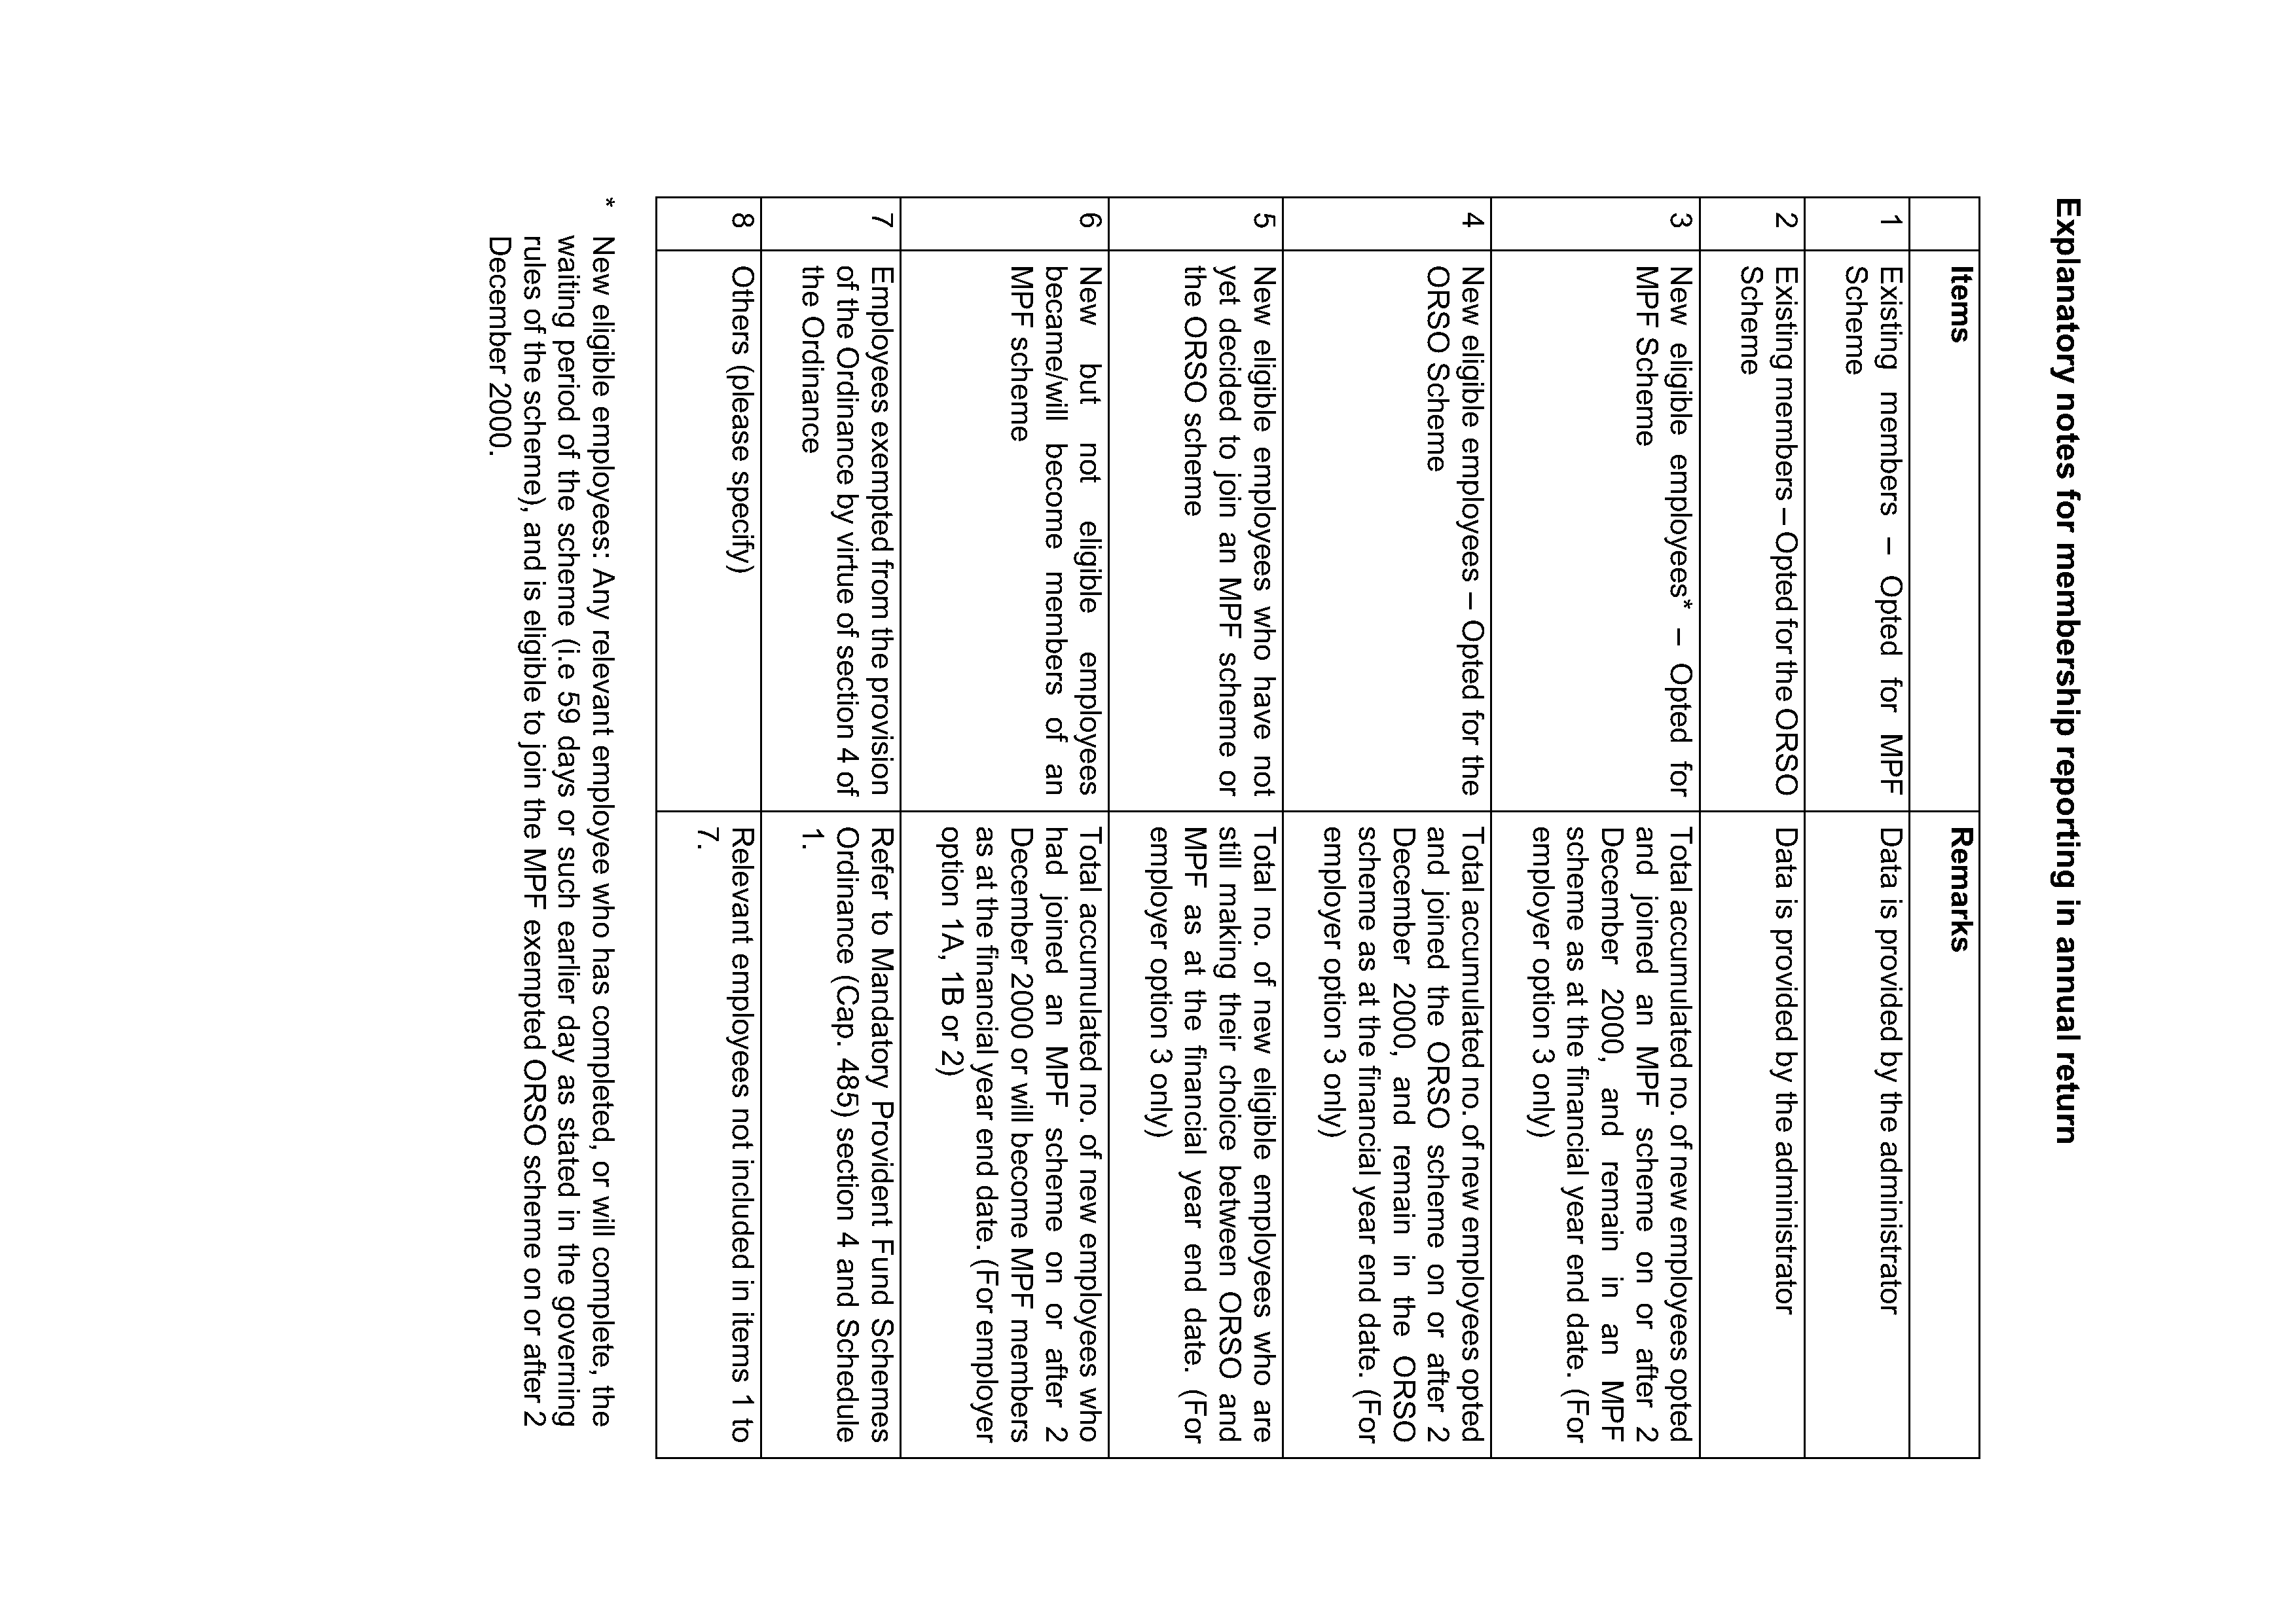 Explanatory notes for membership reporting in annual return
Items
Remarks
1
Existing members – Opted for MPF
Scheme
Data is provided by the administrator
2
Existing members – Opted for the ORSO
Scheme
Data is provided by the administrator
3
New eligible employees* – Opted for
MPF Scheme
Total accumulated no. of new employees opted
and joined an MPF scheme on or after 2
December 2000, and remain in an MPF
scheme as at the financial year end date. (For
employer option 3 only)
4
New eligible employees – Opted for the
ORSO Scheme
Total accumulated no. of new employees opted
and joined the ORSO scheme on or after 2
December 2000, and remain in the ORSO
scheme as at the financial year end date. (For
employer option 3 only)
5
New eligible employees who have not
yet decided to join an MPF scheme or
the ORSO scheme
Total no. of new eligible employees who are
still making their choice between ORSO and
MPF as at the financial year end date. (For
employer option 3 only)
6
New but not eligible employees
became/will become members of an
MPF scheme
Total accumulated no. of new employees who
had joined an MPF scheme on or after 2
December 2000 or will become MPF members
as at the financial year end date. (For employer
option 1A, 1B or 2)
7
Employees exempted from the provision
of the Ordinance by virtue of section 4 of
the Ordinance
Refer to Mandatory Provident Fund Schemes
Ordinance (Cap. 485) section 4 and Schedule
1.
8
Others (please specify)
Relevant employees not included in items 1 to
7.
* New eligible employees: Any relevant employee who has completed, or will complete, the
waiting period of the scheme (i.e 59 days or such earlier day as stated in the governing
rules of the scheme), and is eligible to join the MPF exempted ORSO scheme on or after 2
December 2000.